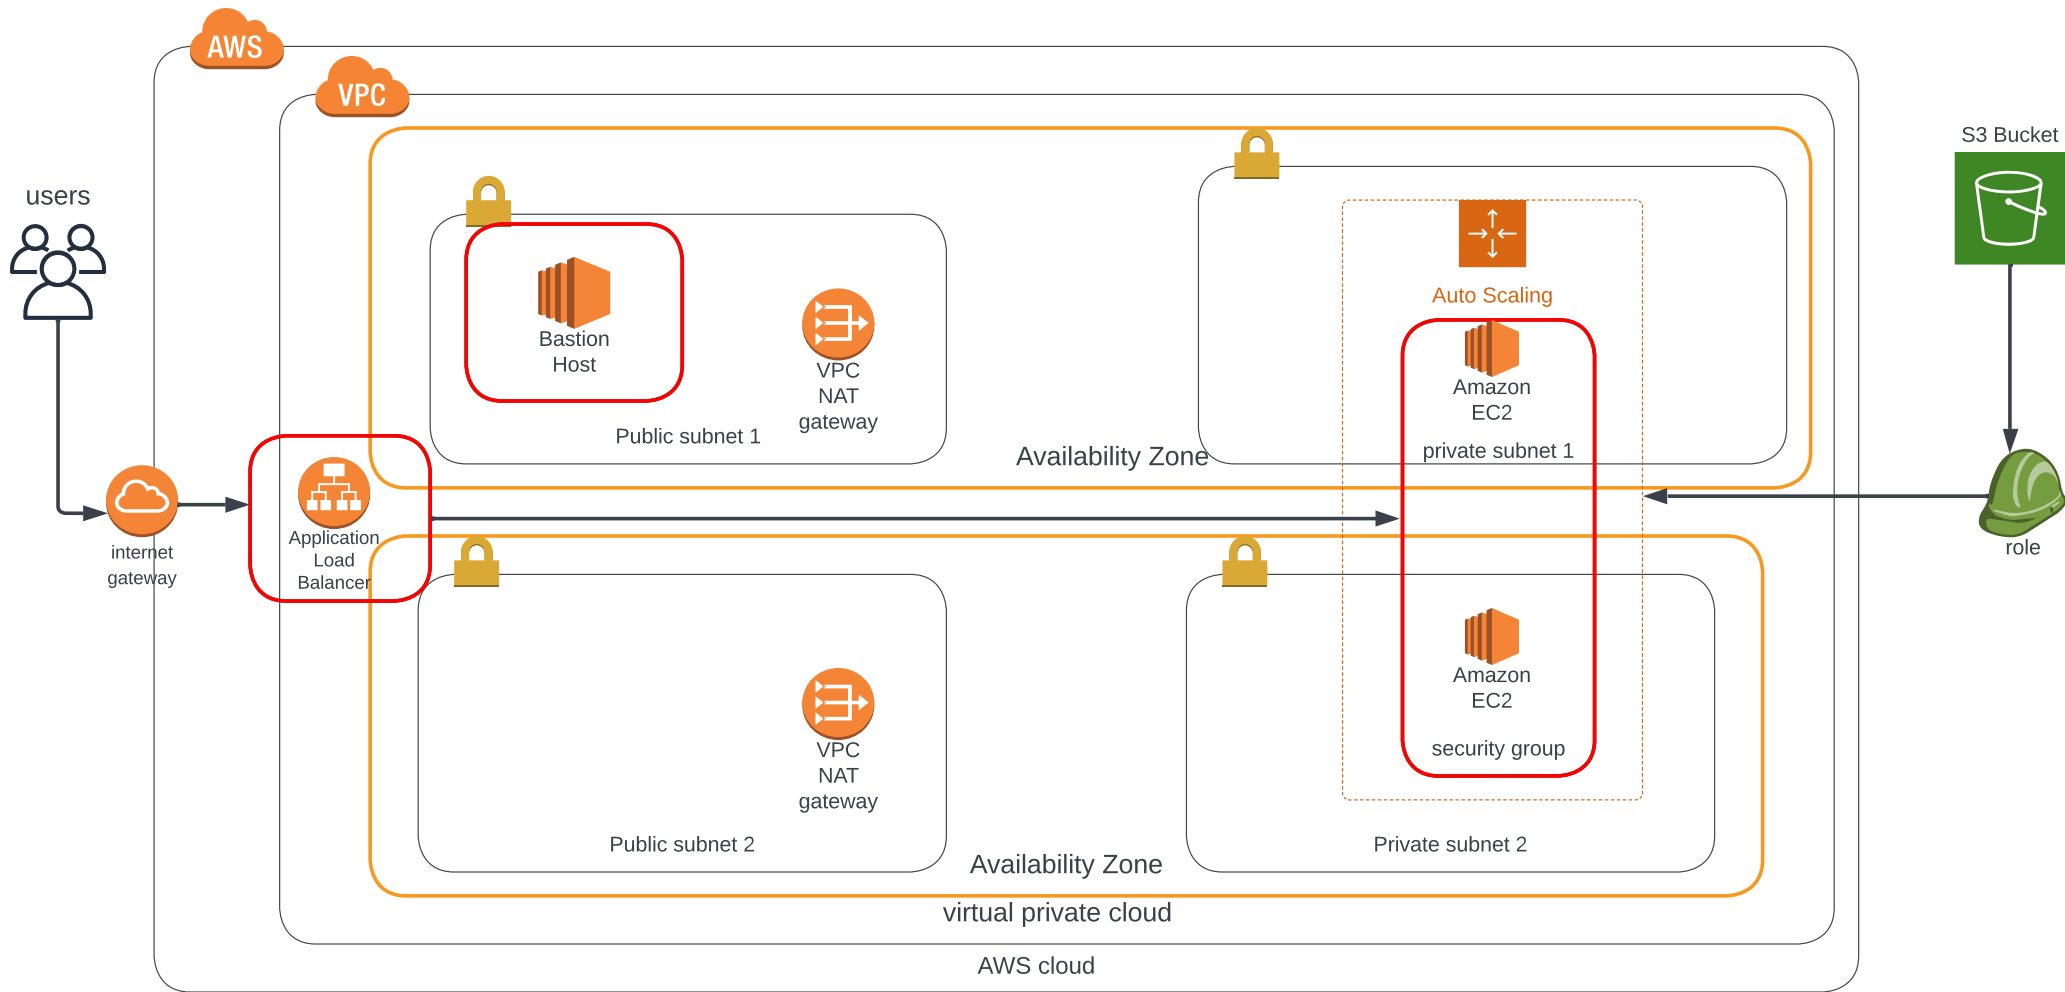 AWS
VPC
S3 Bucket
users
Auto Scaling
Bastion
Host
VPC
NAT
gateway
Amazon
EC2
Public subnet 1
private subnet 1
Availability Zone
internet
gateway
Application
Load
Balancer
role
Amazon
EC2
VPC
NAT
gateway
security group
Public subnet 2
Private subnet 2
Availability Zone
virtual private cloud
AWS cloud